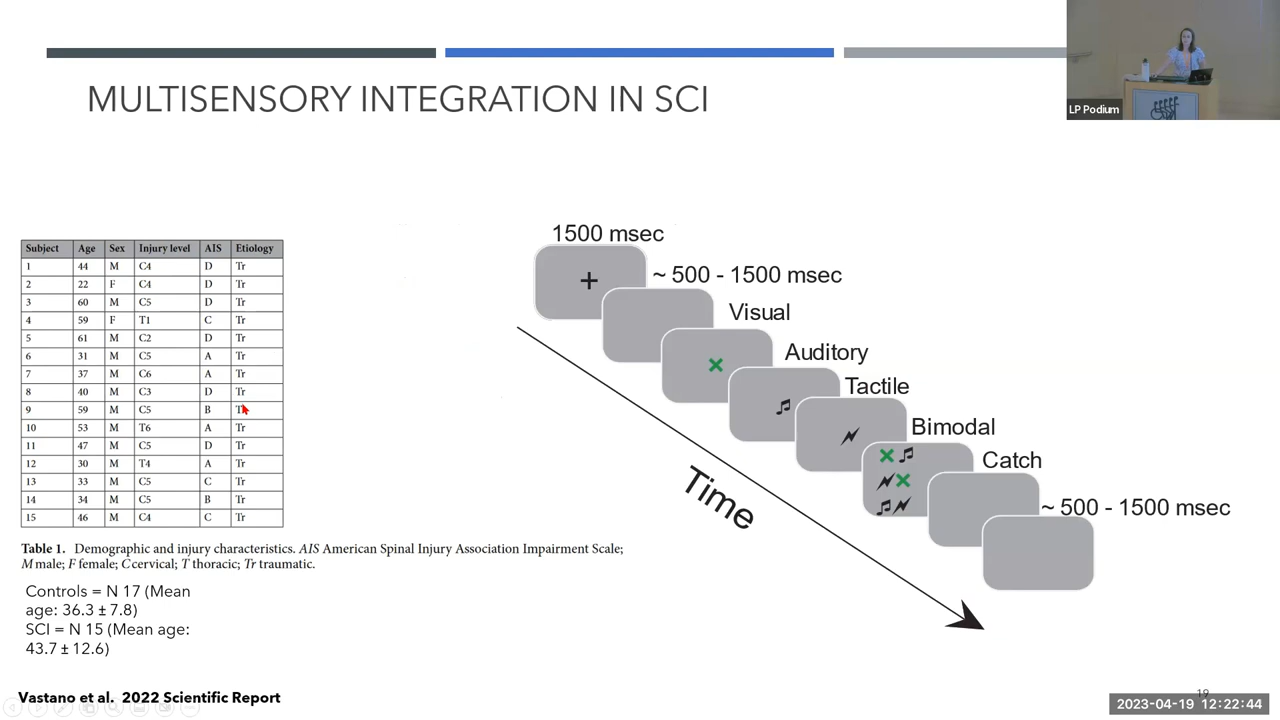 LP Podium
MULTISENSORY INTEGRATION IN SCI
Subject Age Sex Injury level AIS Etiology
1 44 M C4 D Tr
2 22 F C4 D Tr
3 60 M C5 D Tr
4 59 F T1 C Tr
5 61 M C2 D Tr
6 31 M C5 A Tr
7 37 M C6 A Tr
8 40 M C3 D Tr
9 59 M C5 B Tr
10 53 M T6 A Tr
11 47 M C5 D Tr
12 30 M T4 A Tr
13 33 M C5 C Tr
14 34 M C5 B Tr
15 46 M C4 C Tr
Table 1. Demographic and injury characteristics. AIS American Spinal Injury Association Impairment Scale;
M male; F female; C cervical; T thoracic; Tr traumatic.
Controls = N 17 (Mean
age: 36.3 ± 7.8)
SCI = N 15 (Mean age:
43.7 ± 12.6)
Vastano et al. 2022 Scientific Report
1500 msec
~ 500 - 1500 msec
Visual
Auditory
Tactile
Bimodal
Catch
~ 500 - 1500 msec
Time
19
2023-04-19 12:22:44